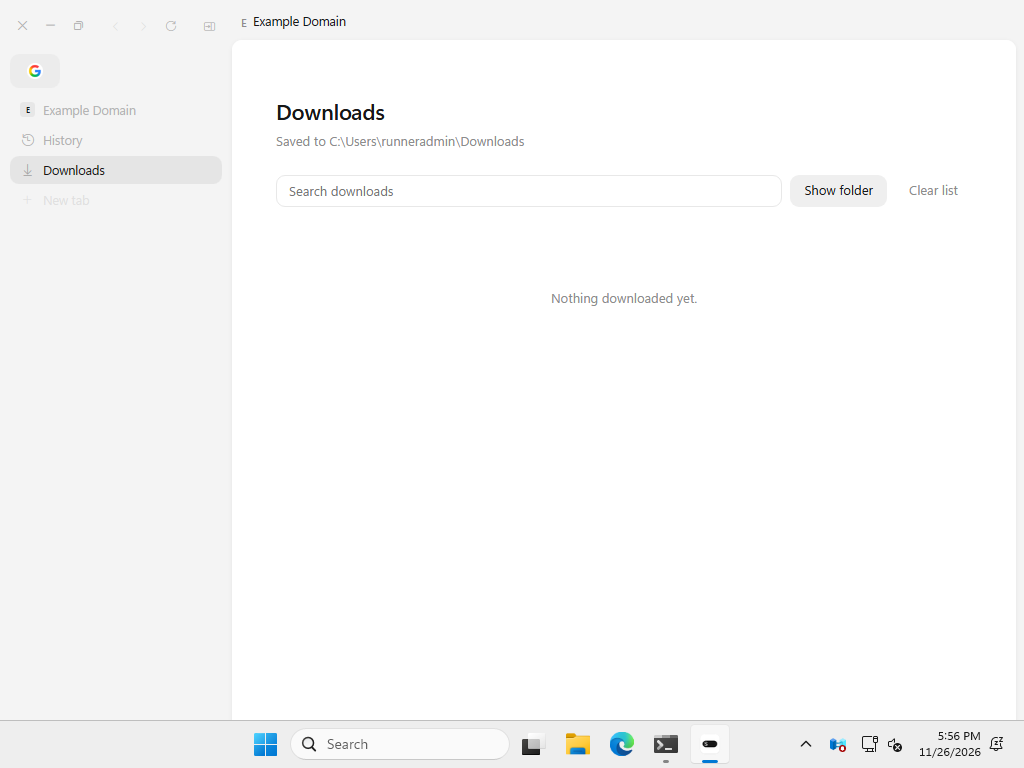 E Example Domain
E Example Domain
History
Downloads
New tab
Downloads
Saved to C:\Users\runneradmin\Downloads
Search downloads
Show folder
Clear list
Nothing downloaded yet.
Search
5:56 PM
11/26/2026